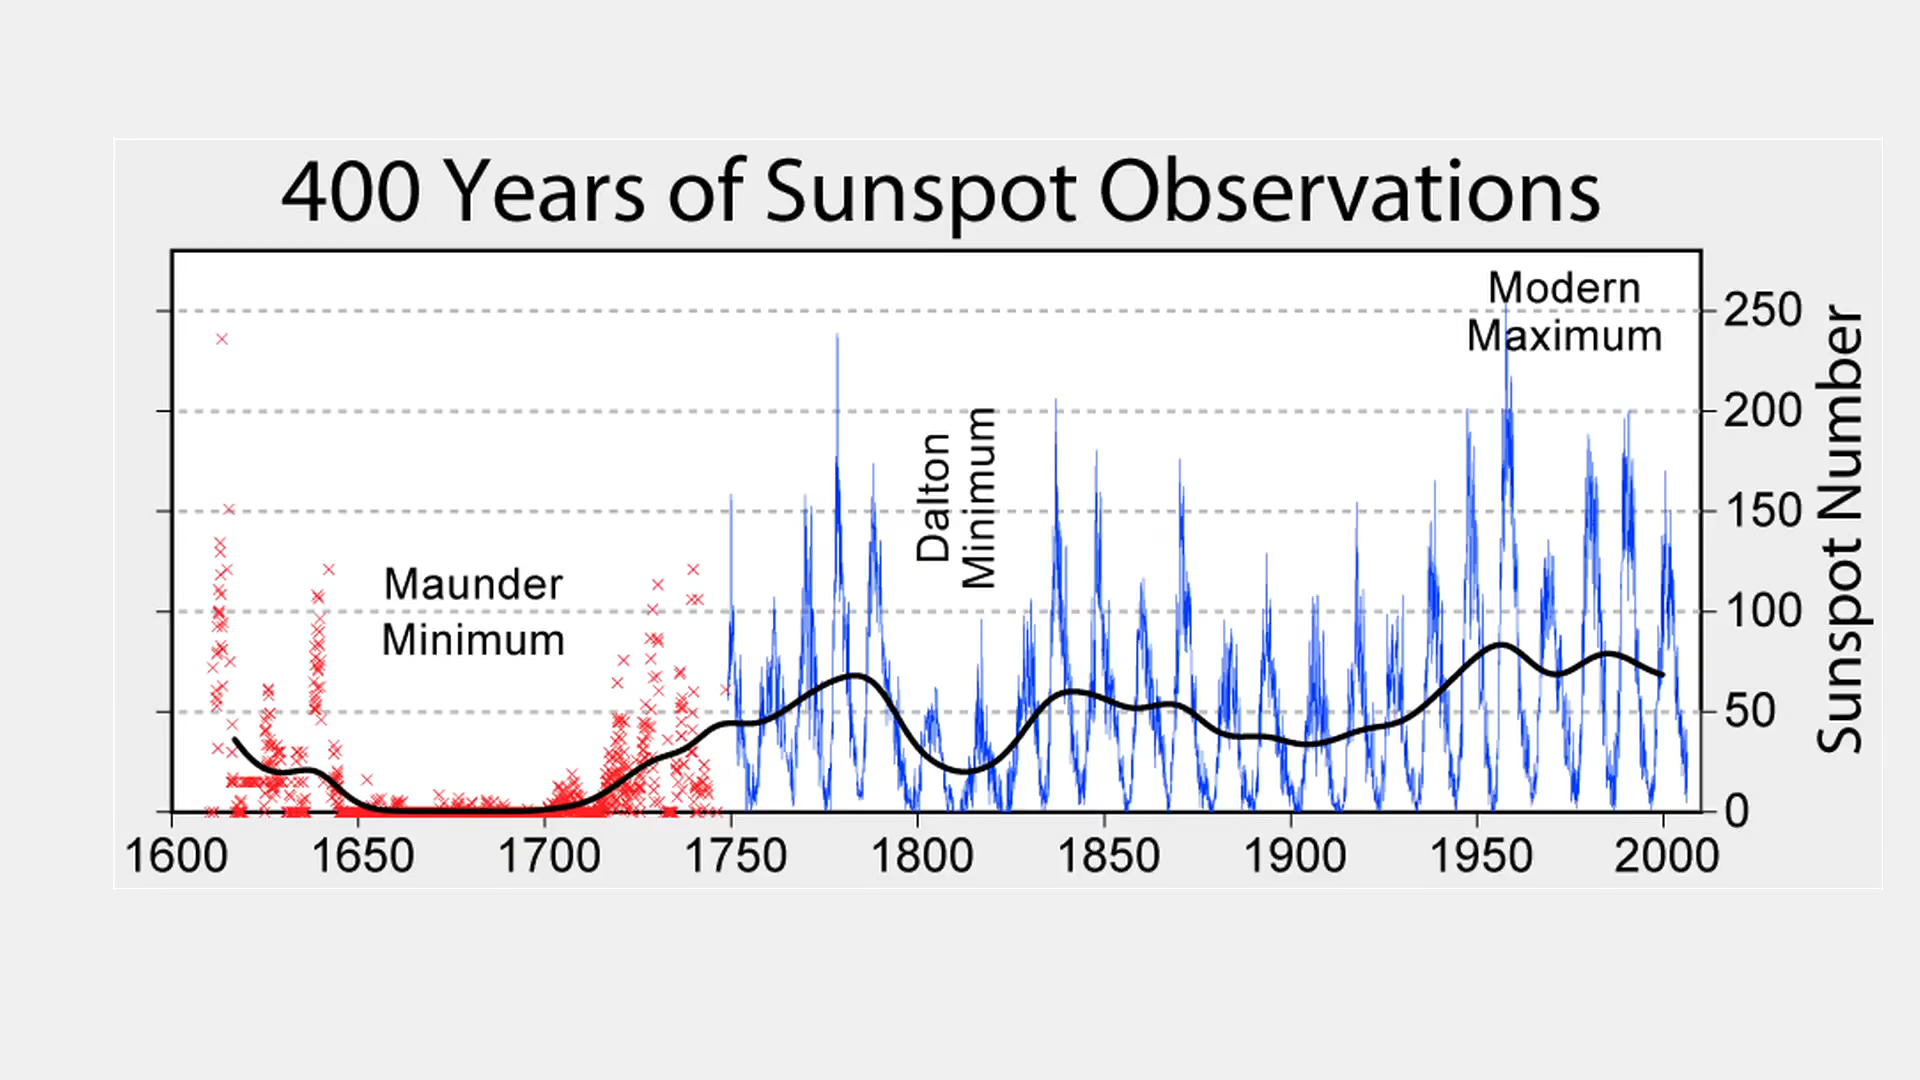 400 Years of Sunspot Observations
Modern
Maximum
Dalton
Minimum
Maunder
Minimum
250
200
150
100
50
0
Sunspot Number
1600 1650 1700 1750 1800 1850 1900 1950 2000